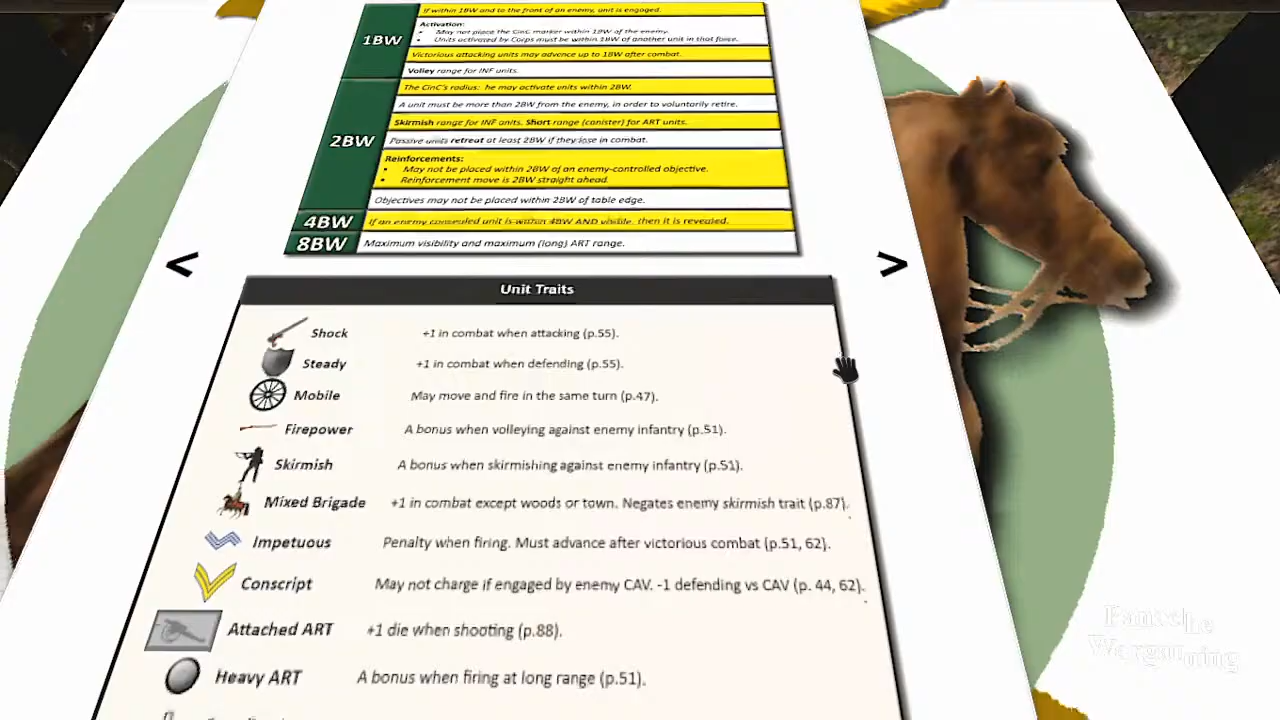 If within 1BW and to the front of an enemy, unit is engaged.
1BW
Activation:
• May not place the CinC marker within 1BW of the enemy.
• Units activated by Corps must be within 1BW of another unit in that force.
Victorious attacking units may advance up to 1BW after combat.
Volley range for INF units.
2BW
The CinC's radius: he may activate units within 2BW.
A unit must be more than 2BW from the enemy, in order to voluntarily retire.
Skirmish range for INF units. Short range (canister) for ART units.
Passive units retreat at least 2BW if they lose in combat.
Reinforcements:
• May not be placed within 2BW of an enemy-controlled objective.
• Reinforcement move is 2BW straight ahead.
Objectives may not be placed within 2BW of table edge.
4BW If an enemy concealed unit is within 4BW AND visible, then it is revealed.
8BW Maximum visibility and maximum (long) ART range.
< >
Unit Traits
Shock +1 in combat when attacking (p.55).
Steady +1 in combat when defending (p.55).
Mobile May move and fire in the same turn (p.47).
Firepower A bonus when volleying against enemy infantry (p.51).
Skirmish A bonus when skirmishing against enemy infantry (p.51).
Mixed Brigade +1 in combat except woods or town. Negates enemy skirmish trait (p.87).
Impetuous Penalty when firing. Must advance after victorious combat (p.51, 62).
Conscript May not charge if engaged by enemy CAV. -1 defending vs CAV (p. 44, 62).
Attached ART +1 die when shooting (p.88).
Heavy ART A bonus when firing at long range (p.51).
Panache
Wargaming